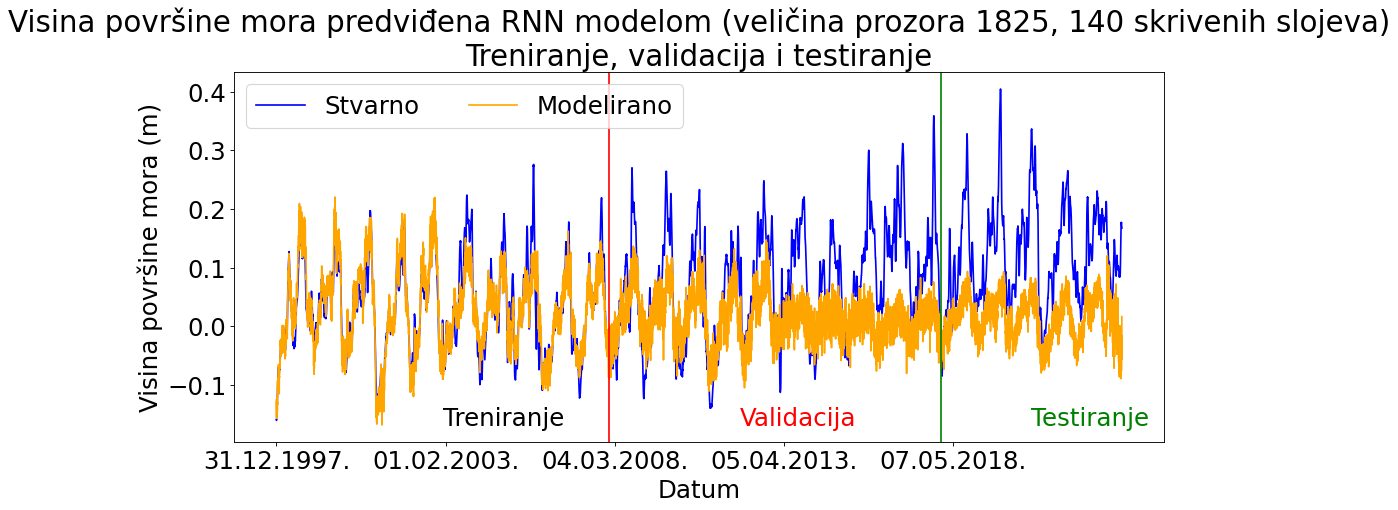 Visina površine mora predviđena RNN modelom (veličina prozora 1825, 140 skrivenih slojeva)
Treniranje, validacija i testiranje
Stvarno Modelirano
Visina površine mora (m)
0.4
0.3
0.2
0.1
0.0
−0.1
Treniranje Validacija Testiranje
31.12.1997. 01.02.2003. 04.03.2008. 05.04.2013. 07.05.2018.
Datum